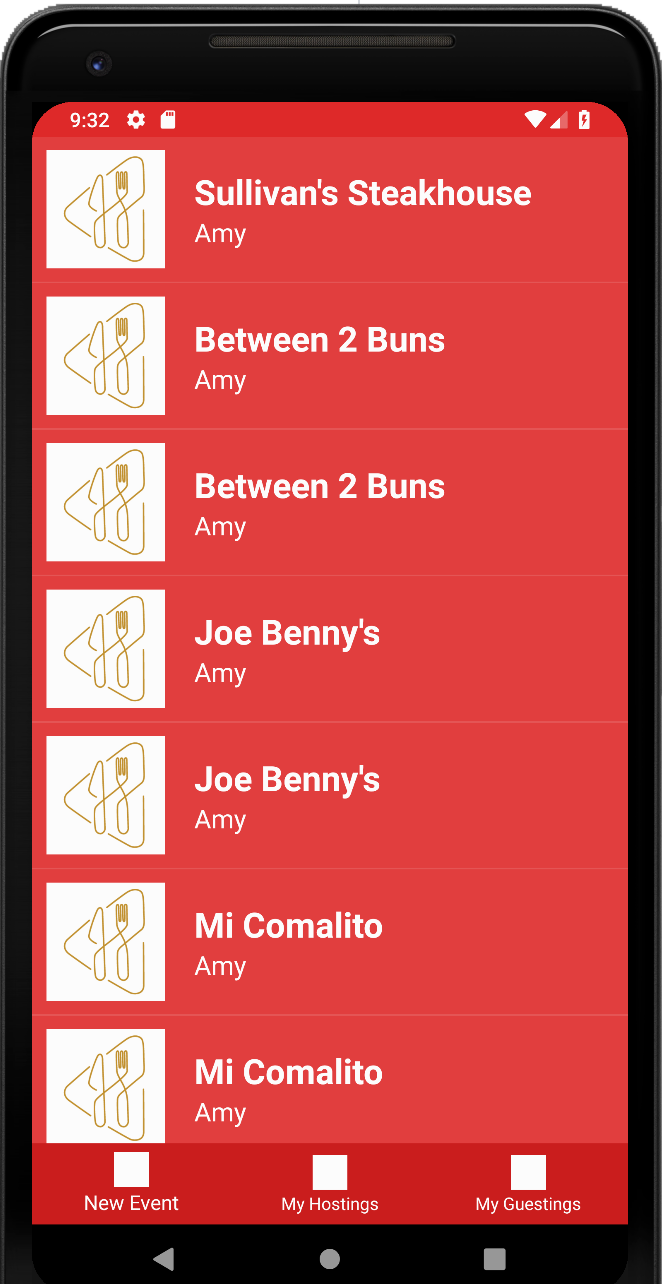 9:32
Sullivan's Steakhouse
Amy
Between 2 Buns
Amy
Between 2 Buns
Amy
Joe Benny's
Amy
Joe Benny's
Amy
Mi Comalito
Amy
Mi Comalito
Amy
New Event
My Hostings
My Guestings